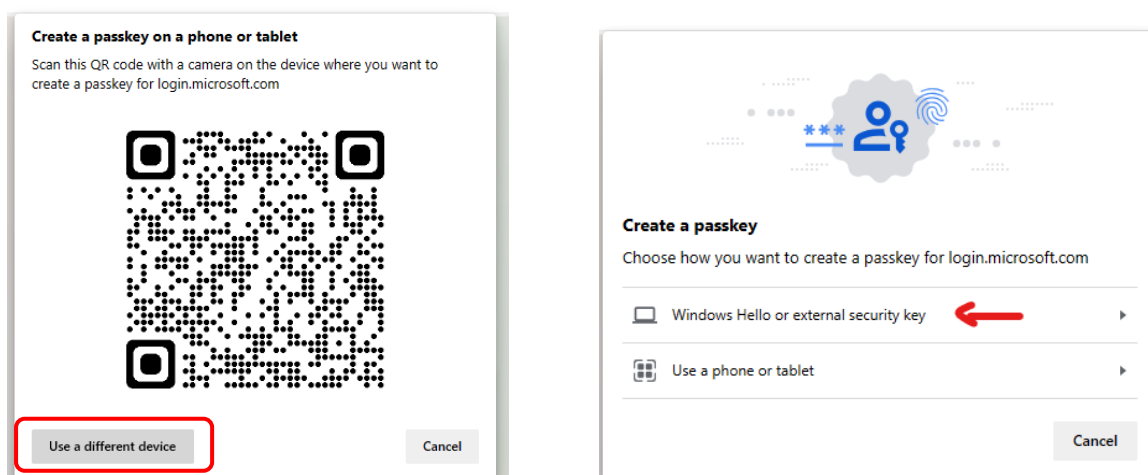 Create a passkey on a phone or tablet
Scan this QR code with a camera on the device where you want to
create a passkey for login.microsoft.com
Use a different device
Cancel
***
Create a passkey
Choose how you want to create a passkey for login.microsoft.com
Windows Hello or external security key
Use a phone or tablet
Cancel